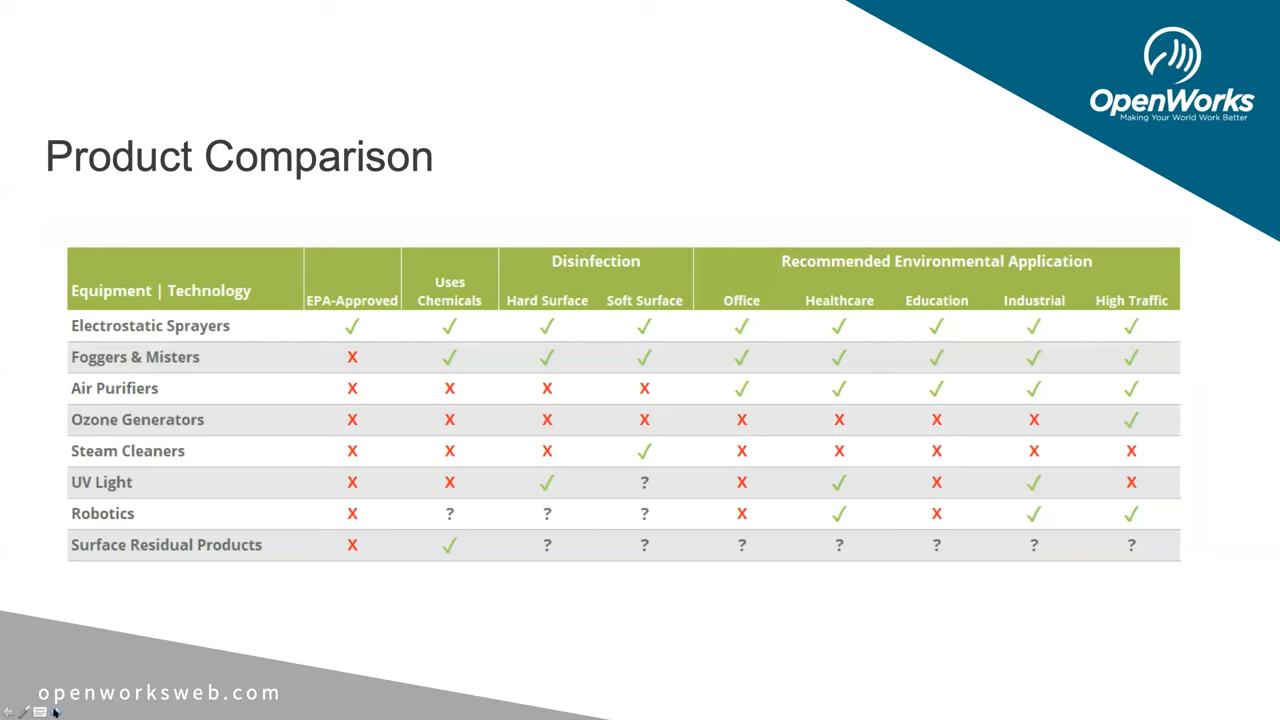 OpenWorks
Making Your World Work Better
Product Comparison
Disinfection Recommended Environmental Application
Equipment | Technology EPA-Approved Uses Chemicals Hard Surface Soft Surface Office Healthcare Education Industrial High Traffic
Electrostatic Sprayers ✓ ✓ ✓ ✓ ✓ ✓ ✓ ✓ ✓
Foggers & Misters X ✓ ✓ ✓ ✓ ✓ ✓ ✓ ✓
Air Purifiers X X X X ✓ ✓ ✓ ✓ ✓
Ozone Generators X X X X X X X X ✓
Steam Cleaners X X X ✓ X X X X X
UV Light X X ✓ ? X ✓ X ✓ X
Robotics X ? ? ? X ✓ X ✓ ✓
Surface Residual Products X ✓ ? ? ? ? ? ? ?
openworksweb.com